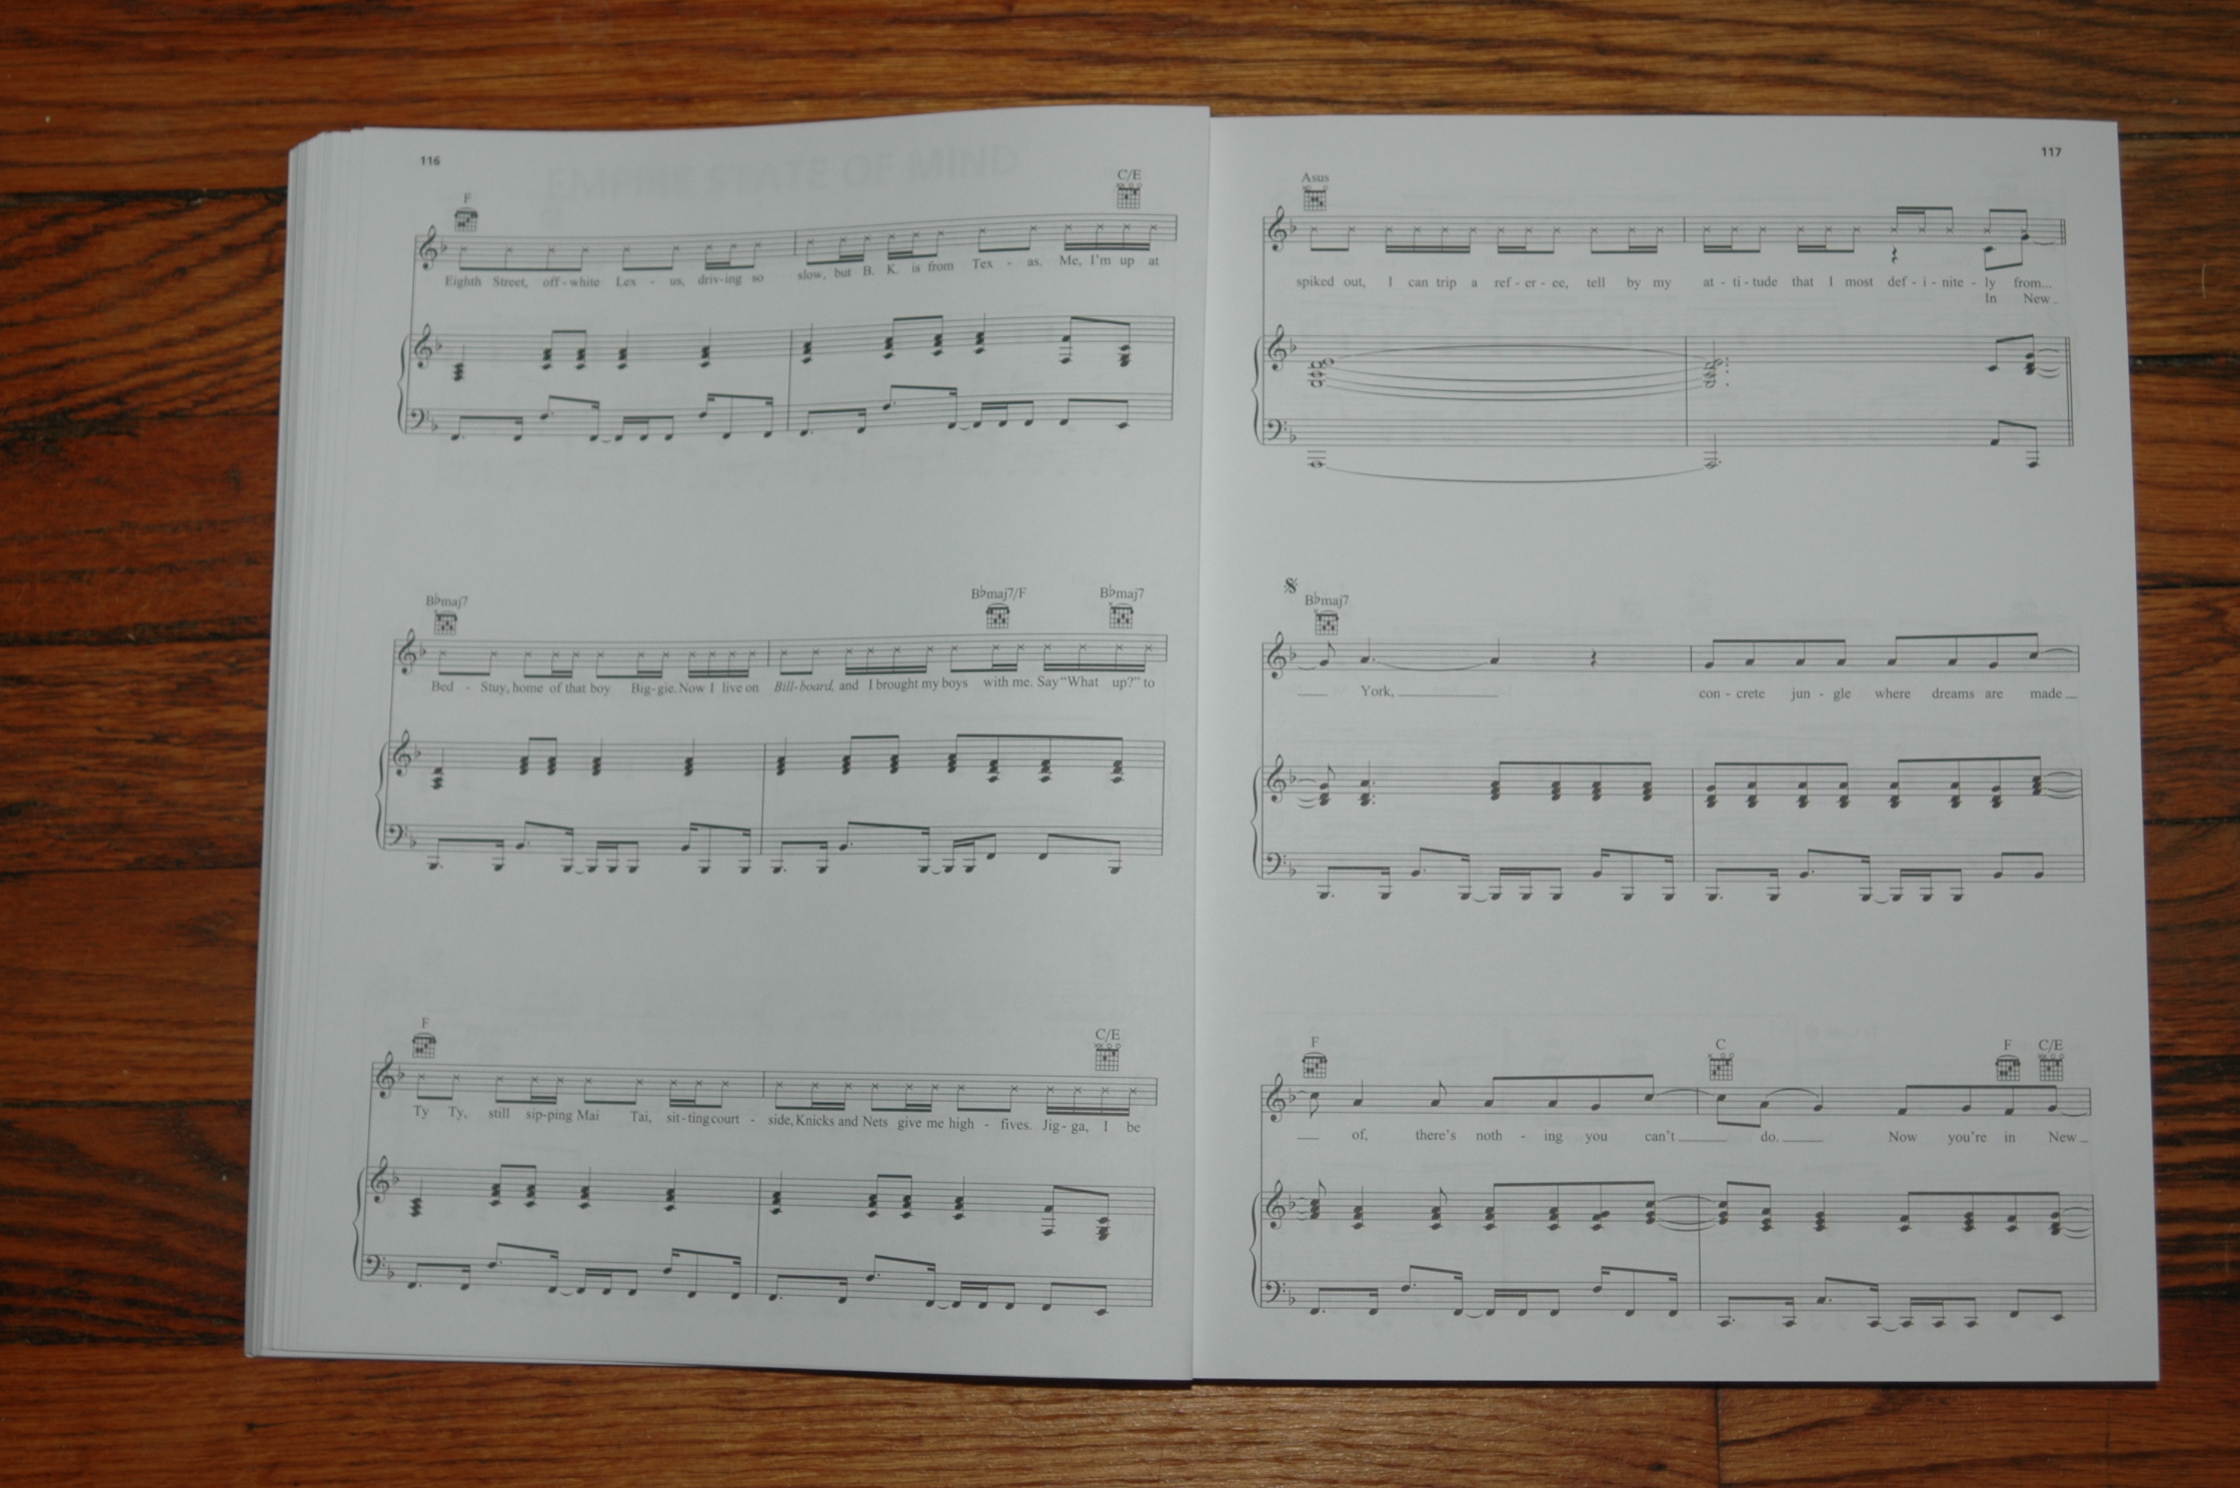 116
EMPIRE STATE OF MIND
F C/E
Eighth Street, off - white Lex - us, driv - ing so slow, but B. K. is from Tex - as. Me, I'm up at
B♭maj7 B♭maj7/F B♭maj7
Bed - Stuy, home of that boy Big - gie. Now I live on Bill - board, and I brought my boys with me. Say "What up?" to
F C/E
Ty Ty, still sip - ping Mai Tai, sit - ting court - side, Knicks and Nets give me high - fives. Jig - ga, I be
117
Asus
spiked out, I can trip a ref - er - ee, tell by my at - ti - tude that I most def - i - nite - ly from...
In New
B♭maj7
York, con - crete jun - gle where dreams are made
F C F C/E
of, there's noth - ing you can't do. Now you're in New